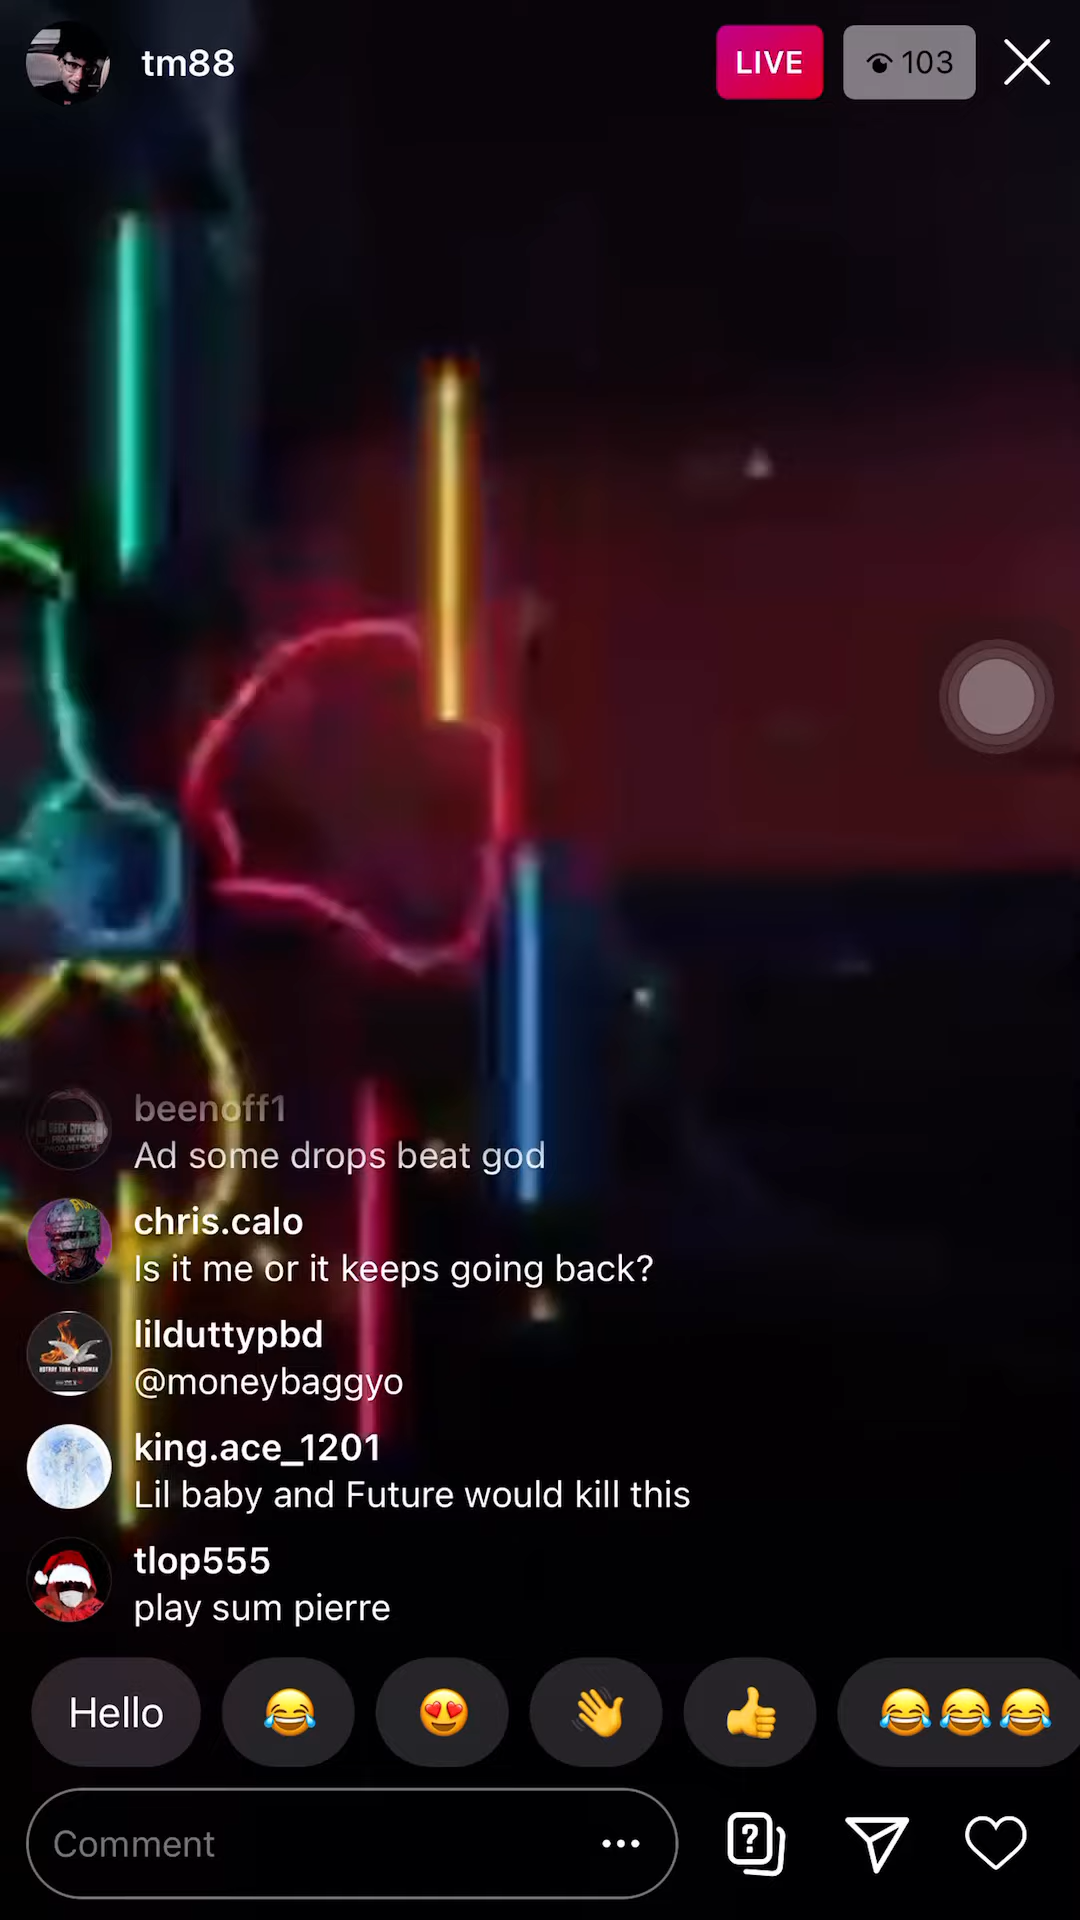 tm88
LIVE
103
beenoff1
Ad some drops beat god
chris.calo
Is it me or it keeps going back?
lilduttypbd
@moneybaggyo
king.ace_1201
Lil baby and Future would kill this
tlop555
play sum pierre
Hello
Comment